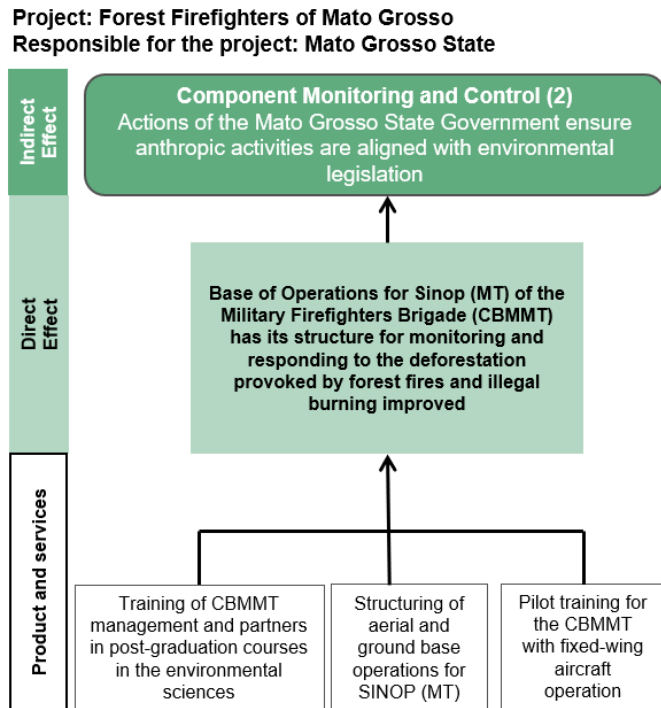 Project: Forest Firefighters of Mato Grosso
Responsible for the project: Mato Grosso State
Indirect
Effect
Component Monitoring and Control (2)
Actions of the Mato Grosso State Government ensure
anthropic activities are aligned with environmental
legislation
Direct
Effect
Base of Operations for Sinop (MT) of the
Military Firefighters Brigade (CBMMT)
has its structure for monitoring and
responding to the deforestation
provoked by forest fires and illegal
burning improved
Product and services
Training of CBMMT
management and partners
in post-graduation courses
in the environmental
sciences
Structuring of
aerial and
ground base
operations for
SINOP (MT)
Pilot training for
the CBMMT
with fixed-wing
aircraft
operation